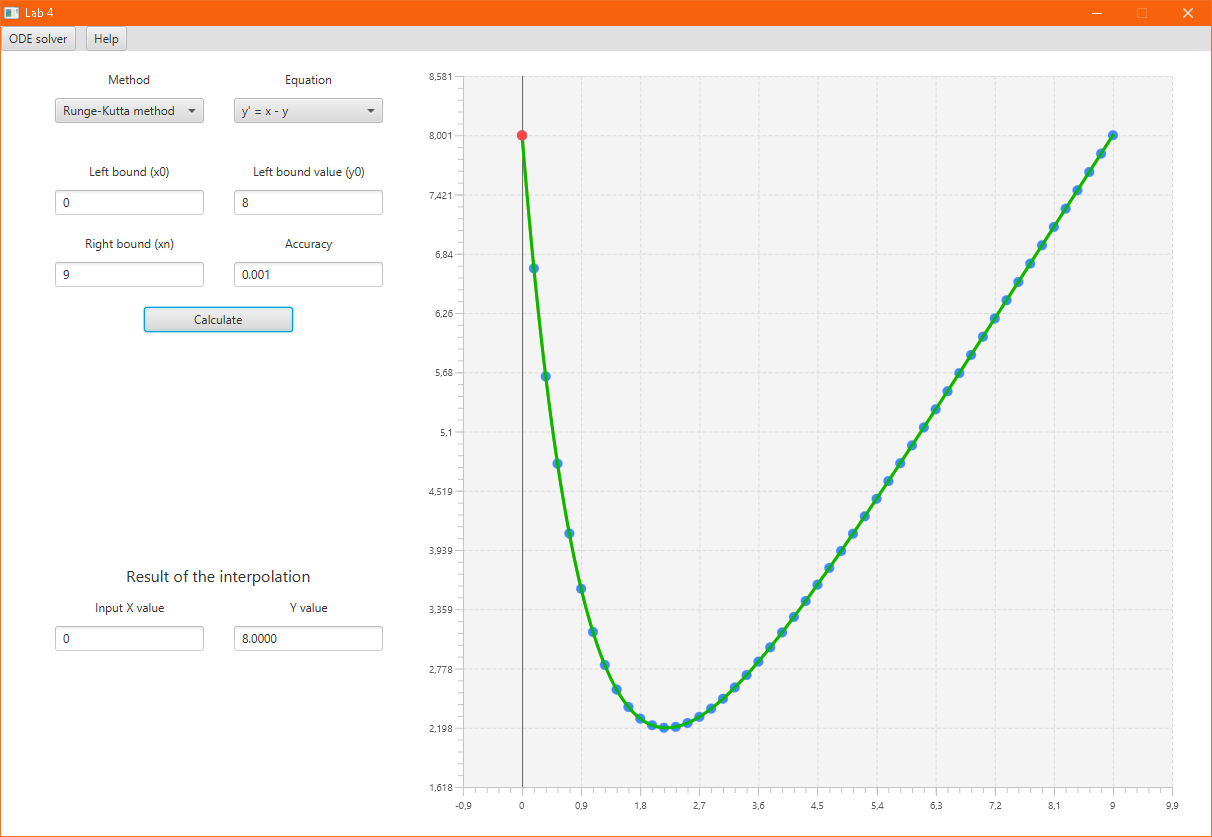 Lab 4
ODE solver Help
Method Equation
Runge-Kutta method y' = x - y
Left bound (x0) Left bound value (y0)
0 8
Right bound (xn) Accuracy
9 0.001
Calculate
Result of the interpolation
Input X value Y value
0 8.0000
8,581
8,001
7,421
6,84
6,26
5,68
5,1
4,519
3,939
3,359
2,778
2,198
1,618
-0,9 0 0,9 1,8 2,7 3,6 4,5 5,4 6,3 7,2 8,1 9 9,9